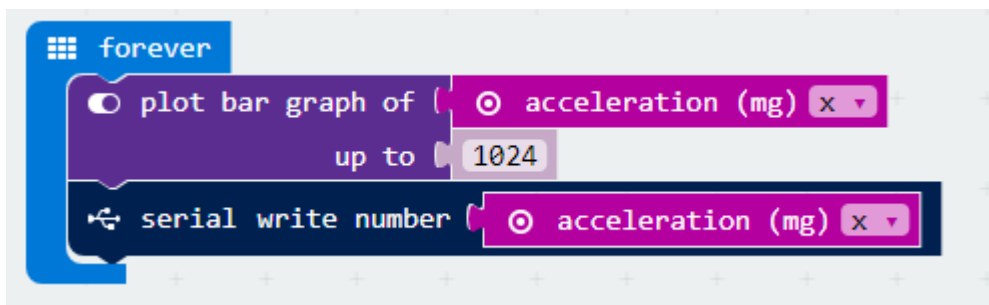 forever
plot bar graph of acceleration (mg) x
up to 1024
serial write number acceleration (mg) x